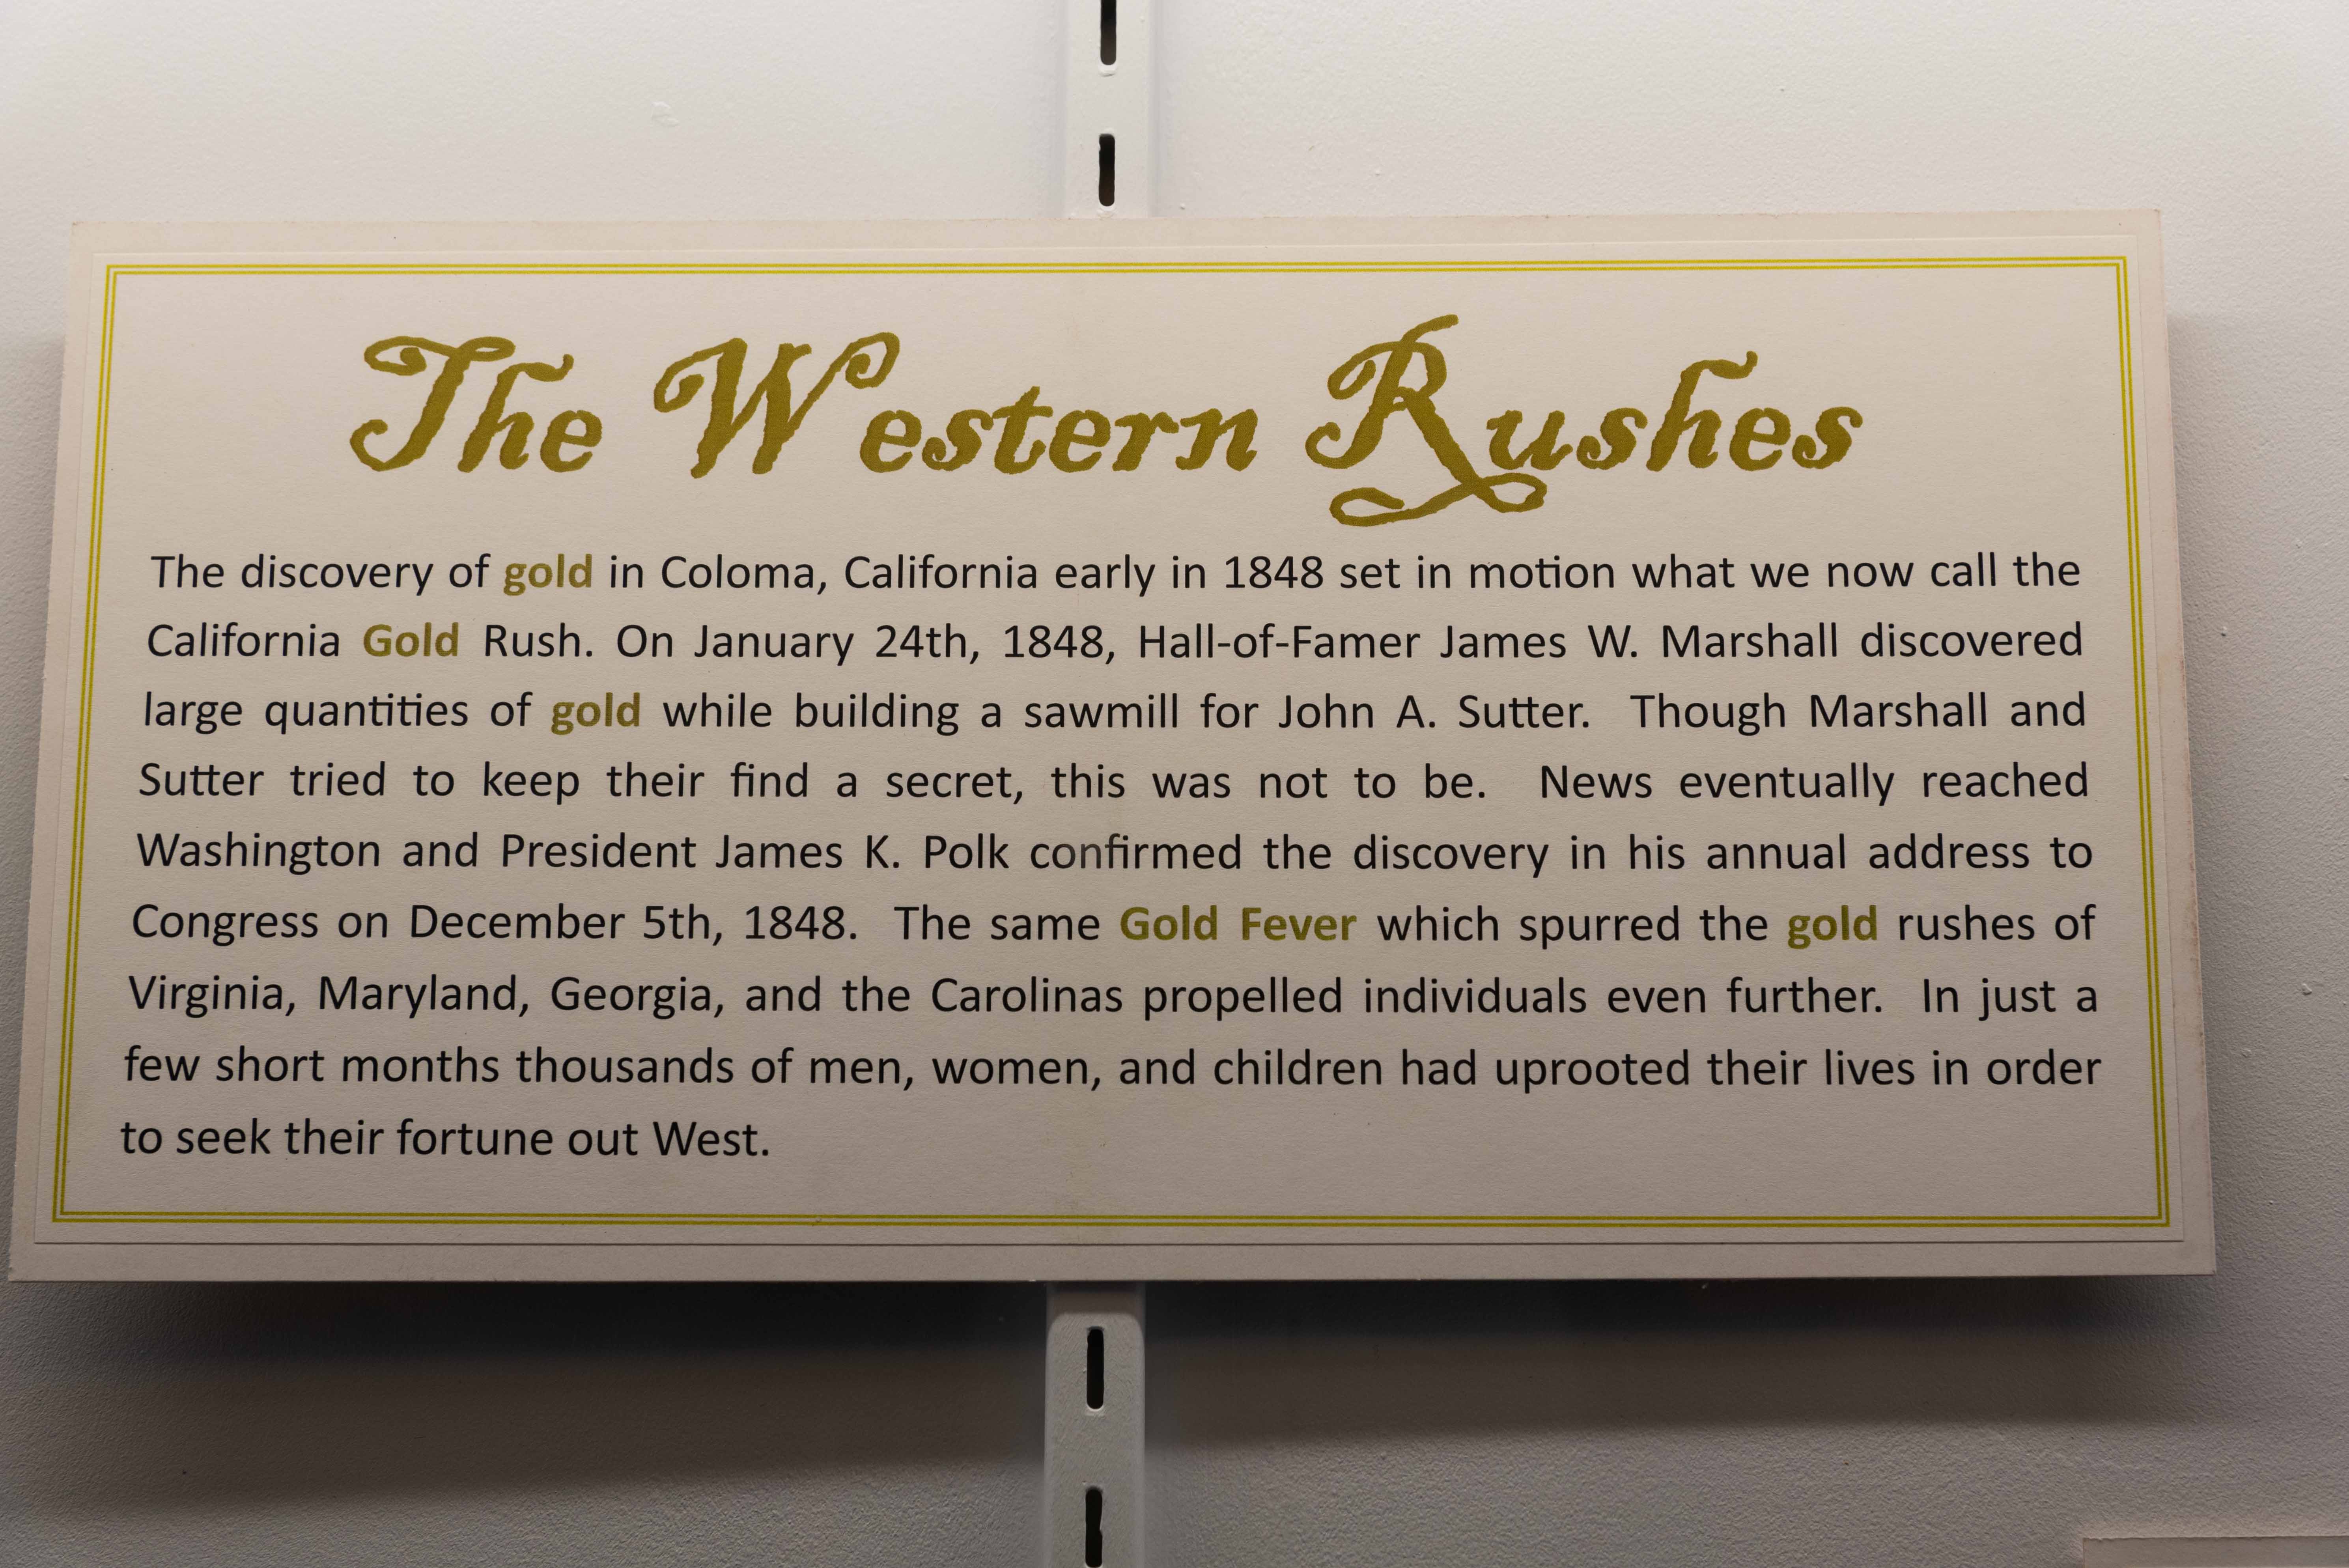 The Western Rushes
The discovery of gold in Coloma, California early in 1848 set in motion what we now call the
California Gold Rush. On January 24th, 1848, Hall-of-Famer James W. Marshall discovered
large quantities of gold while building a sawmill for John A. Sutter. Though Marshall and
Sutter tried to keep their find a secret, this was not to be. News eventually reached
Washington and President James K. Polk confirmed the discovery in his annual address to
Congress on December 5th, 1848. The same Gold Fever which spurred the gold rushes of
Virginia, Maryland, Georgia, and the Carolinas propelled individuals even further. In just a
few short months thousands of men, women, and children had uprooted their lives in order
to seek their fortune out West.